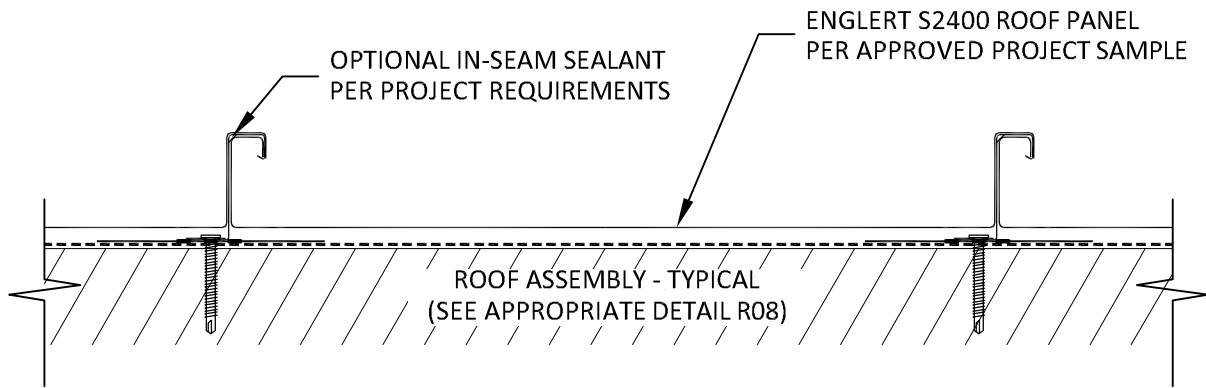 ENGLERT S2400 ROOF PANEL
PER APPROVED PROJECT SAMPLE
OPTIONAL IN-SEAM SEALANT
PER PROJECT REQUIREMENTS
ROOF ASSEMBLY - TYPICAL
(SEE APPROPRIATE DETAIL R08)